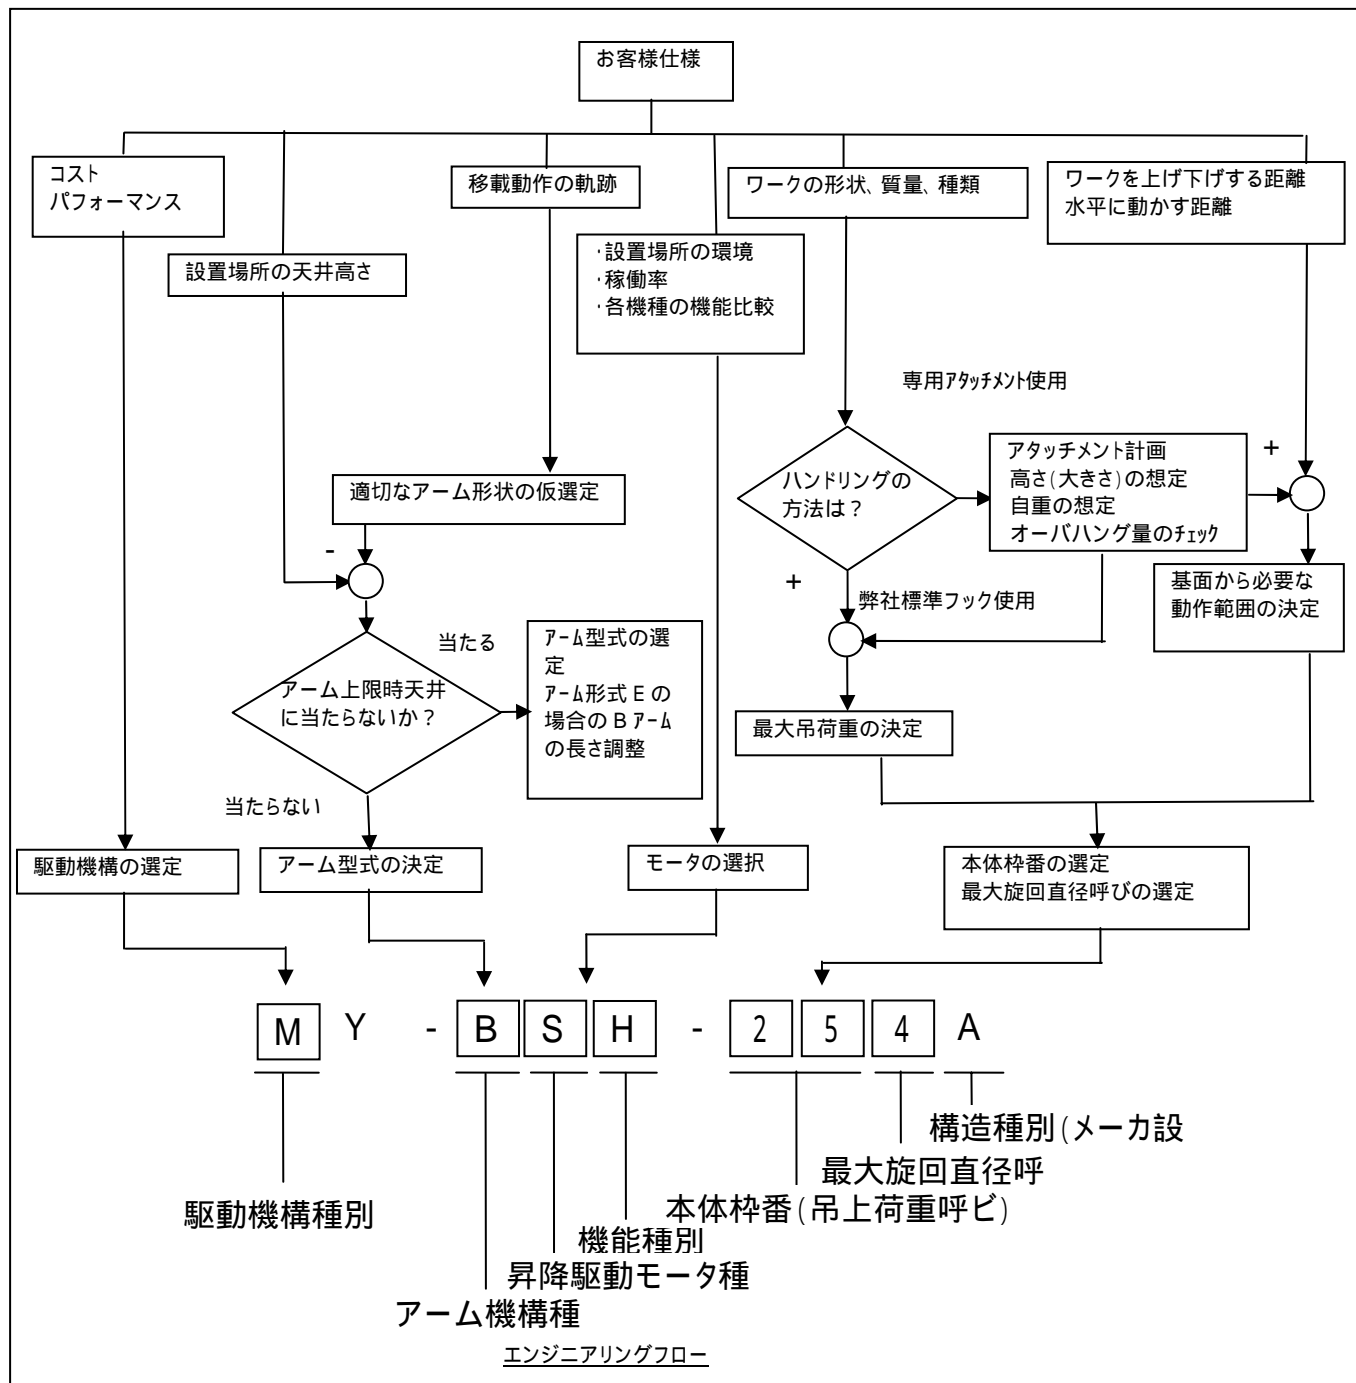 お客様仕様
コスト
パフォーマンス
移載動作の軌跡
ワークの形状、質量、種類
ワークを上げ下げする距離
水平に動かす距離
設置場所の天井高さ
・設置場所の環境
・稼働率
・各機種の機能比較
専用ｱﾀｯﾁﾒﾝﾄ使用
適切なアーム形状の仮選定
ハンドリングの
方法は？
アタッチメント計画
高さ(大きさ)の想定
自重の想定
オーバハング量のﾁｪｯｸ
+
-
+
弊社標準フック使用
基面から必要な
動作範囲の決定
当たる
ｱｰﾑ型式の選
定
ｱｰﾑ形式Ｅの
場合のＢｱｰﾑ
の長さ調整
アーム上限時天井
に当たらないか？
最大吊荷重の決定
当たらない
駆動機構の選定
アーム型式の決定
モータの選択
本体枠番の選定
最大旋回直径呼びの選定
M Y - B S H - 2 5 4 A
構造種別(メーカ設
最大旋回直径呼
本体枠番(吊上荷重呼ビ)
駆動機構種別
機能種別
昇降駆動モータ種
アーム機構種
エンジニアリングフロー